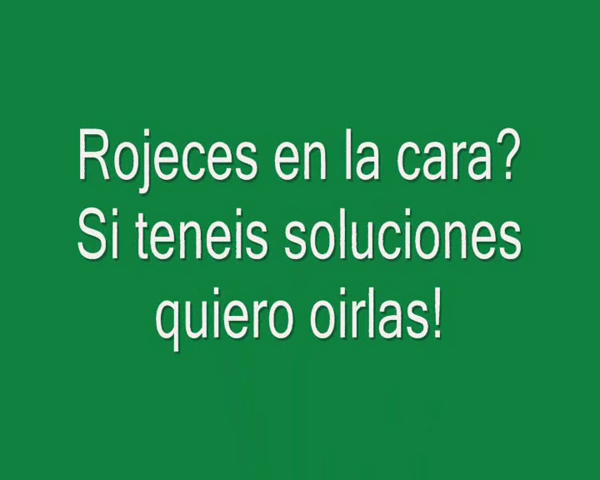 Rojeces en la cara?
Si teneis soluciones
quiero oirlas!